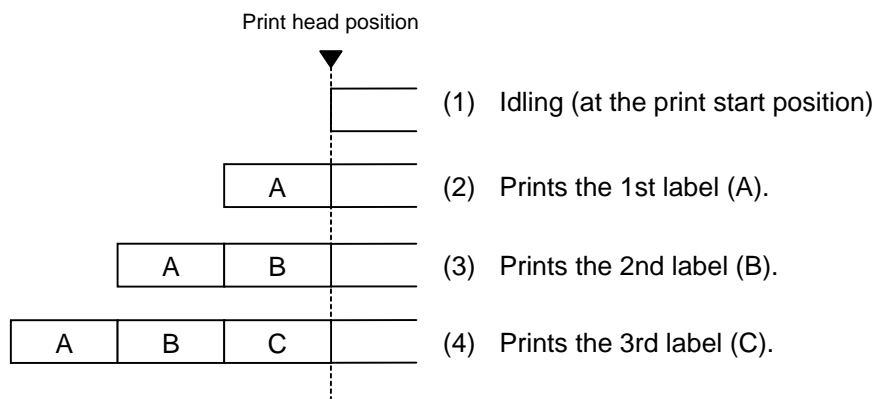 Print head position
(1) Idling (at the print start position)
A (2) Prints the 1st label (A).
A B (3) Prints the 2nd label (B).
A B C (4) Prints the 3rd label (C).